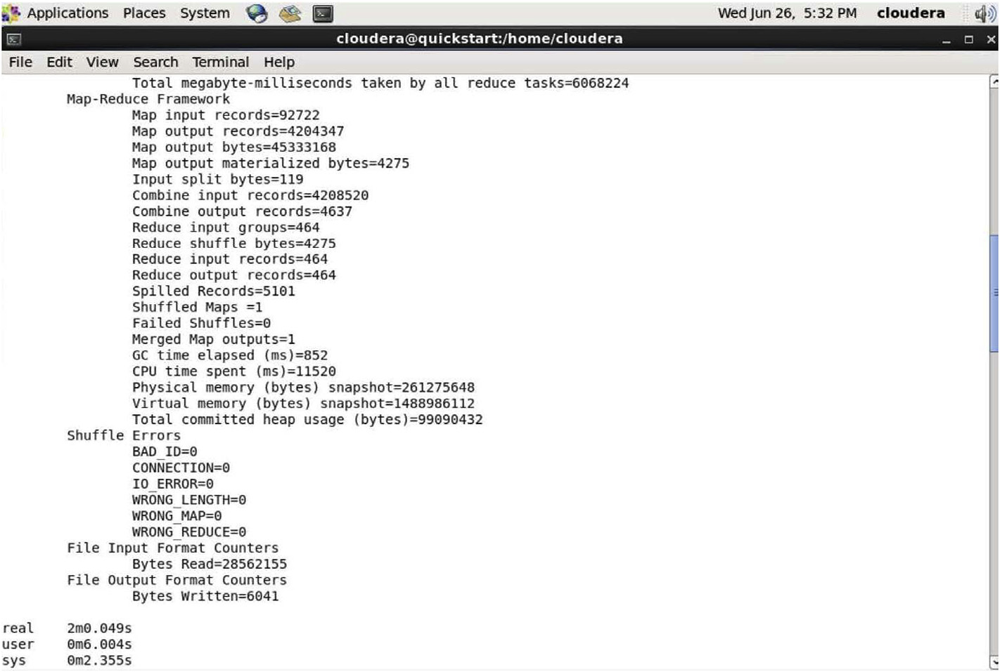 Applications Places System Wed Jun 26, 5:32 PM cloudera
cloudera@quickstart:/home/cloudera
File Edit View Search Terminal Help
Total megabyte-milliseconds taken by all reduce tasks=6068224
Map-Reduce Framework
Map input records=92722
Map output records=4204347
Map output bytes=45333168
Map output materialized bytes=4275
Input split bytes=119
Combine input records=4208520
Combine output records=4637
Reduce input groups=464
Reduce shuffle bytes=4275
Reduce input records=464
Reduce output records=464
Spilled Records=5101
Shuffled Maps =1
Failed Shuffles=0
Merged Map outputs=1
GC time elapsed (ms)=852
CPU time spent (ms)=11520
Physical memory (bytes) snapshot=261275648
Virtual memory (bytes) snapshot=1488986112
Total committed heap usage (bytes)=99090432
Shuffle Errors
BAD_ID=0
CONNECTION=0
IO_ERROR=0
WRONG_LENGTH=0
WRONG_MAP=0
WRONG_REDUCE=0
File Input Format Counters
Bytes Read=28562155
File Output Format Counters
Bytes Written=6041
real 2m0.049s
user 0m6.004s
sys 0m2.355s